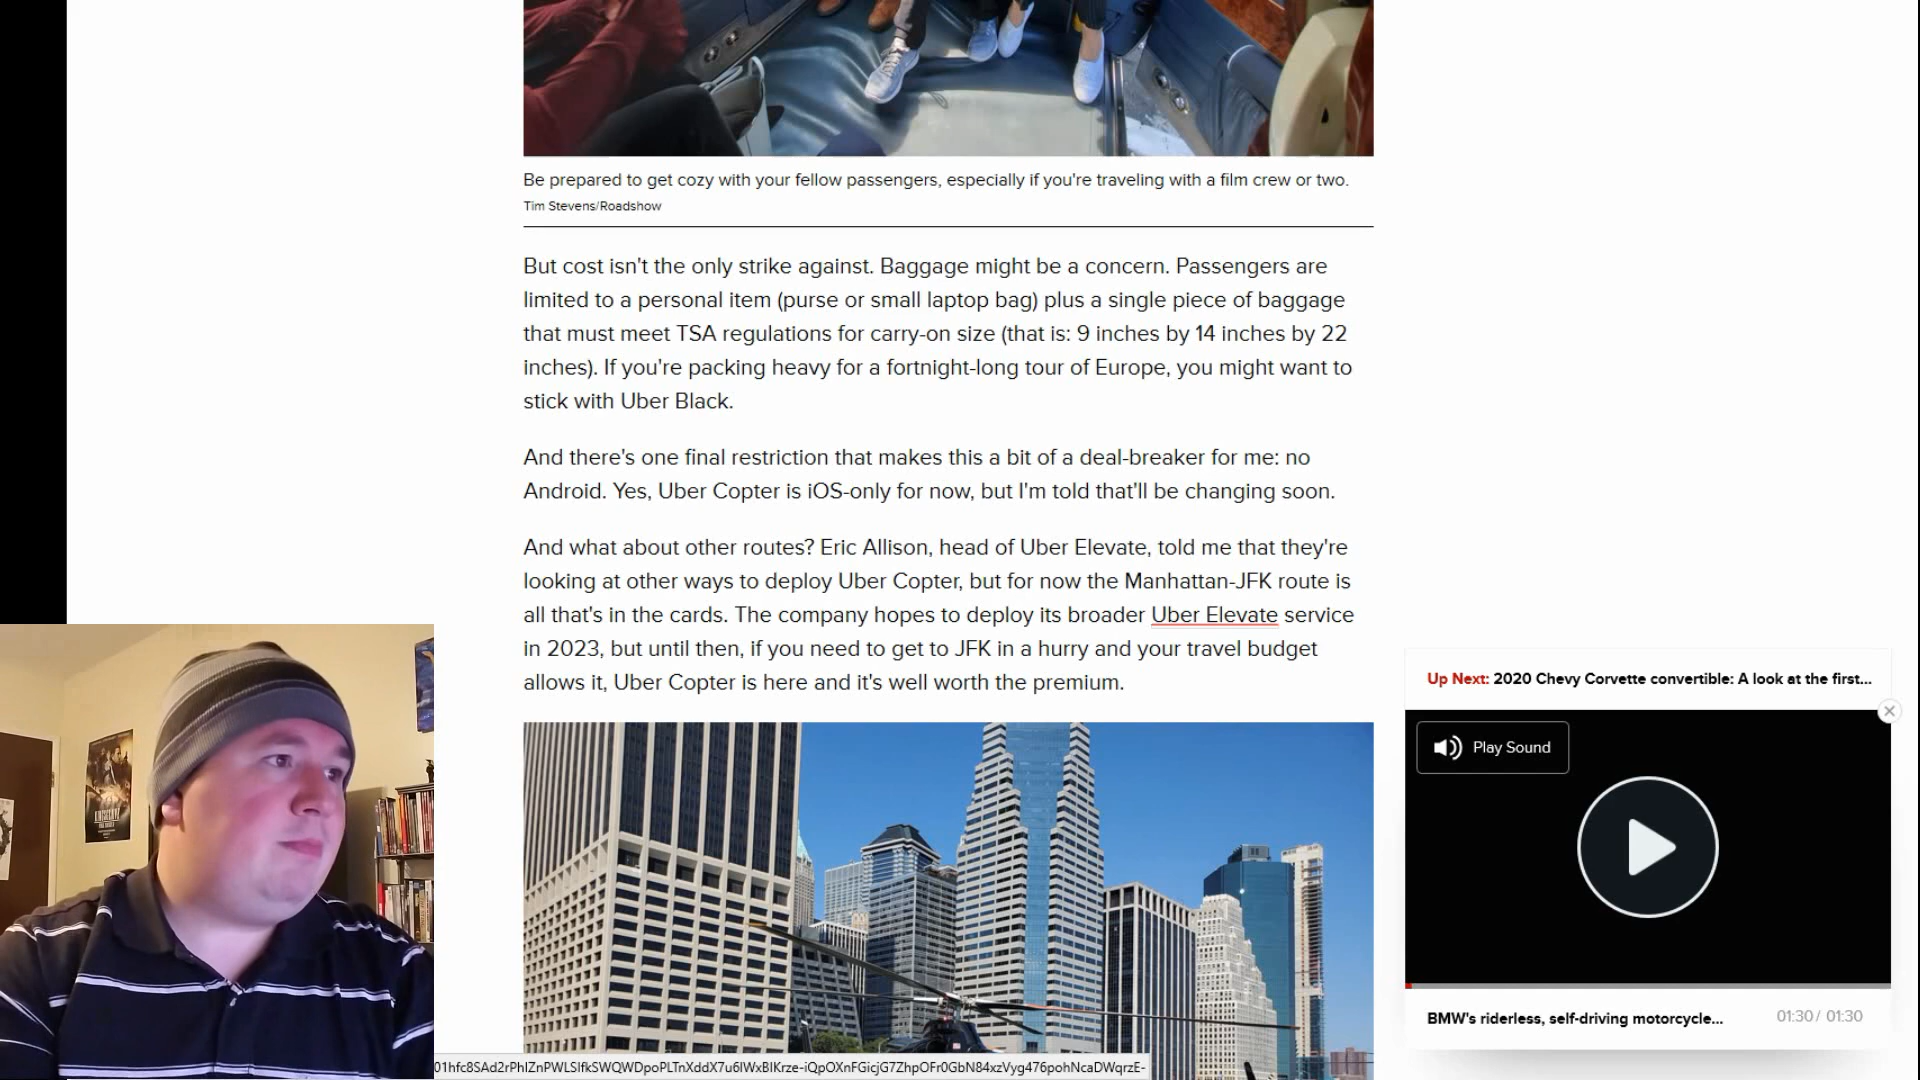 Be prepared to get cozy with your fellow passengers, especially if you're traveling with a film crew or two.
Tim Stevens/Roadshow
But cost isn't the only strike against. Baggage might be a concern. Passengers are
limited to a personal item (purse or small laptop bag) plus a single piece of baggage
that must meet TSA regulations for carry-on size (that is: 9 inches by 14 inches by 22
inches). If you're packing heavy for a fortnight-long tour of Europe, you might want to
stick with Uber Black.
And there's one final restriction that makes this a bit of a deal-breaker for me: no
Android. Yes, Uber Copter is iOS-only for now, but I'm told that'll be changing soon.
And what about other routes? Eric Allison, head of Uber Elevate, told me that they're
looking at other ways to deploy Uber Copter, but for now the Manhattan-JFK route is
all that's in the cards. The company hopes to deploy its broader Uber Elevate service
in 2023, but until then, if you need to get to JFK in a hurry and your travel budget
allows it, Uber Copter is here and it's well worth the premium.
Up Next: 2020 Chevy Corvette convertible: A look at the first...
Play Sound
BMW's riderless, self-driving motorcycle...
01:30 / 01:30